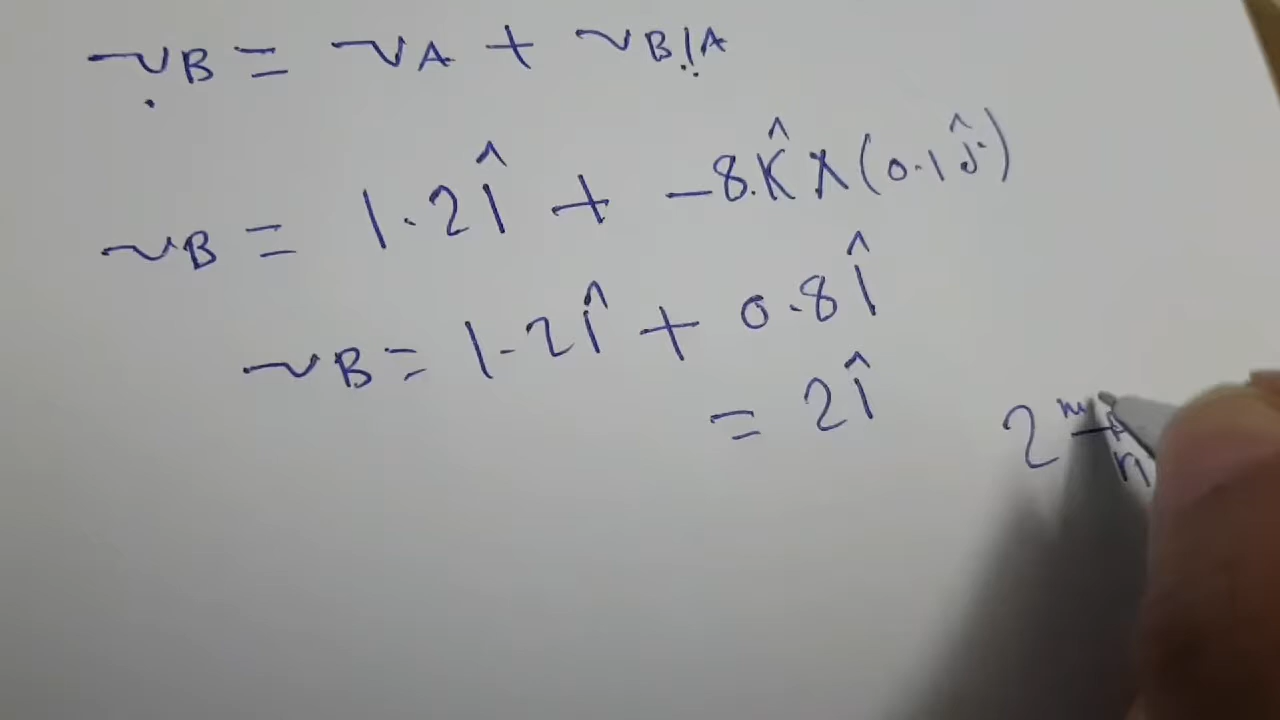 vB = vA + vB/A
vB = 1.2î + -8.k̂ x (0.1ĵ)
vB = 1.2î + 0.8î
= 2î
2